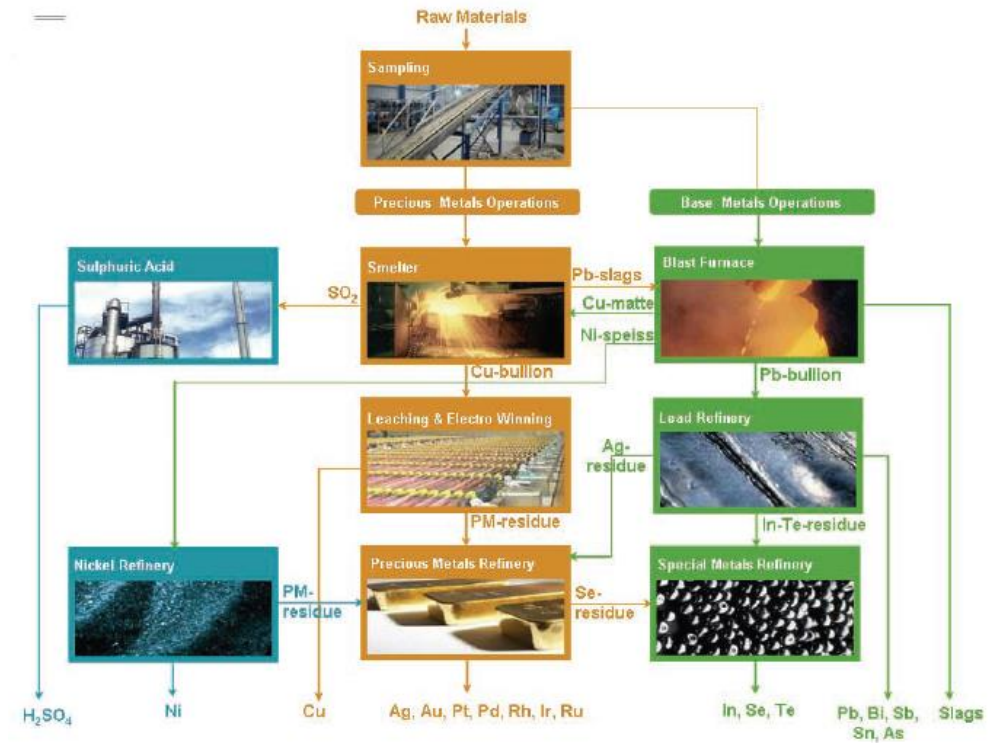 Raw Materials
Sampling
Precious Metals Operations
Base Metals Operations
Sulphuric Acid
Smelter
Blast Furnace
SO₂
Pb-slags
Cu-matte
Ni-speiss
Cu-bullion
Pb-bullion
Leaching & Electro Winning
Lead Refinery
Ag-
residue
PM-residue
In-Te-residue
Nickel Refinery
Precious Metals Refinery
Special Metals Refinery
PM-
residue
Se-
residue
H₂SO₄
Ni
Cu
Ag, Au, Pt, Pd, Rh, Ir, Ru
In, Se, Te
Pb, Bi, Sb,
Sn, As
Slags